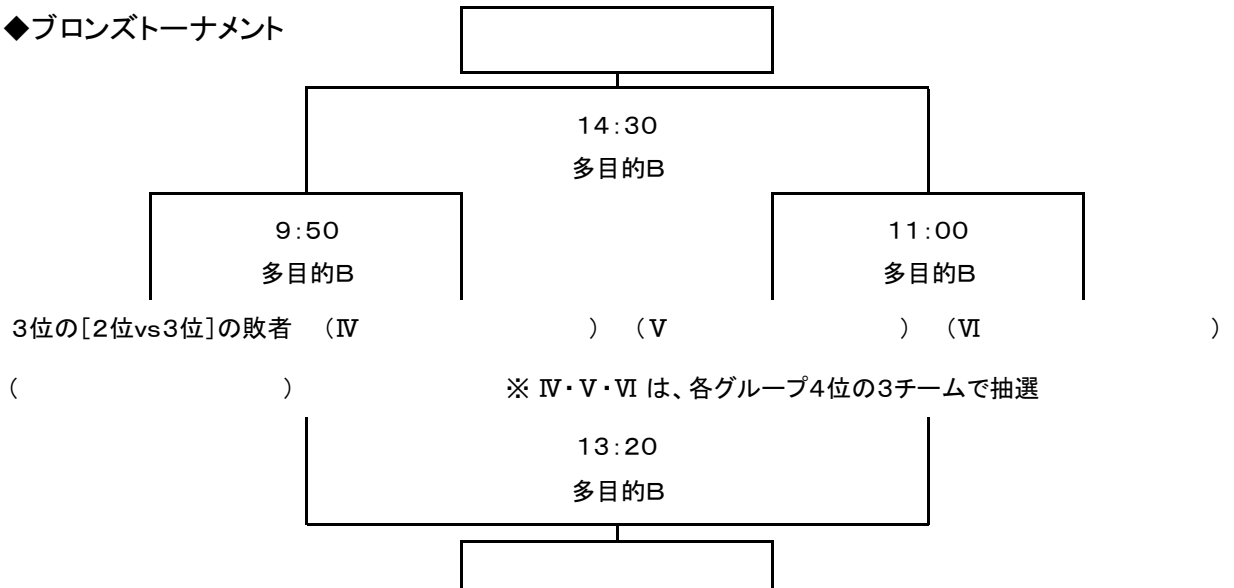 ◆ブロンズトーナメント
14:30
多目的B
9:50
多目的B
11:00
多目的B
3位の[2位vs3位]の敗者 (Ⅳ ) (Ⅴ ) (Ⅵ )
( ) ※ Ⅳ・Ⅴ・Ⅵ は、各グループ4位の3チームで抽選
13:20
多目的B